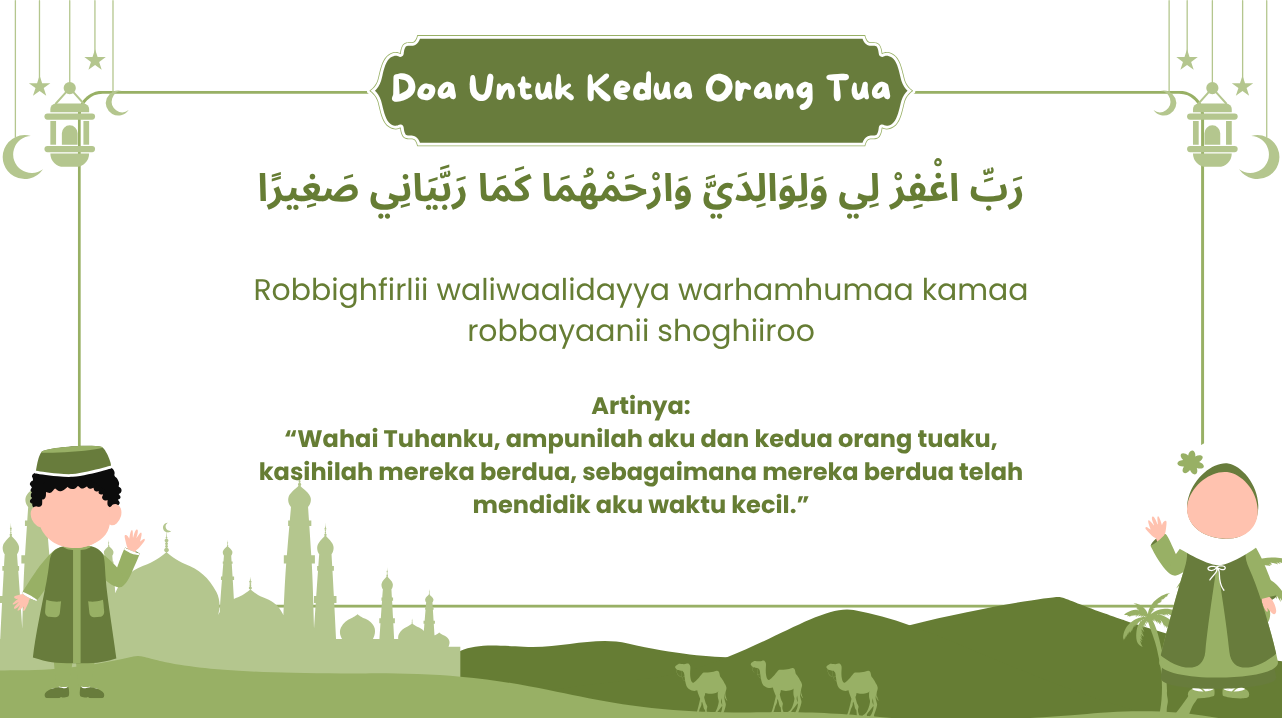 Doa Untuk Kedua Orang Tua
رَبِّ اغْفِرْ لِي وَلِوَالِدَيَّ وَارْحَمْهُمَا كَمَا رَبَّيَانِي صَغِيرًا
Robbighfirlii waliwaalidayya warhamhumaa kamaa
robbayaanii shoghiiroo
Artinya:
“Wahai Tuhanku, ampunilah aku dan kedua orang tuaku,
kasihilah mereka berdua, sebagaimana mereka berdua telah
mendidik aku waktu kecil.”